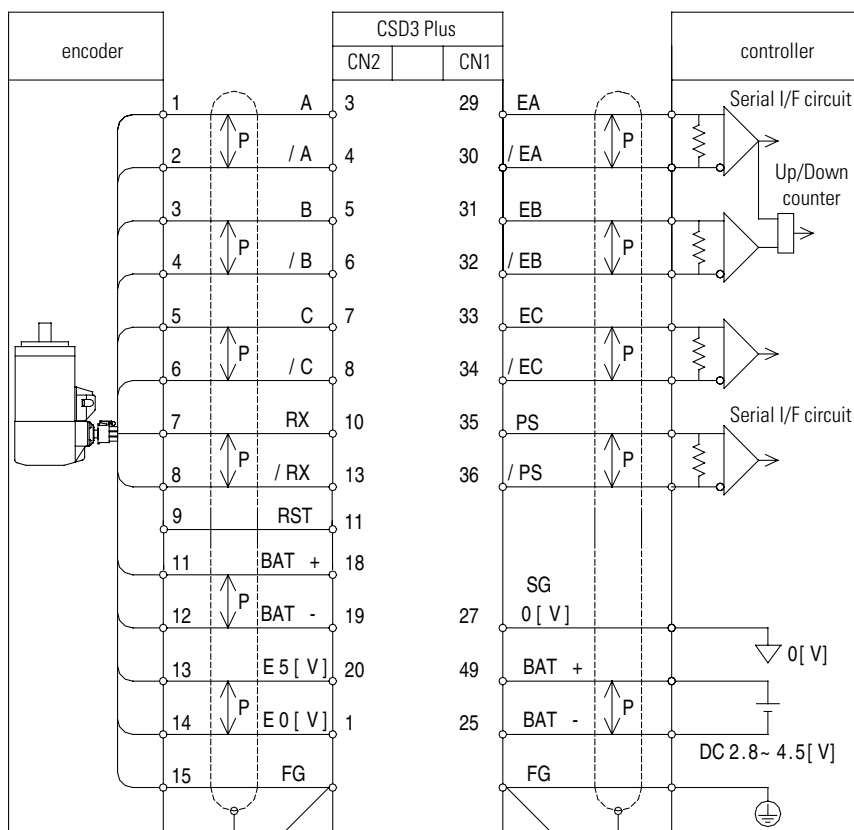 encoder
CSD3 Plus
CN2 CN1
controller
1 A 3 29 EA Serial I/F circuit
P P
2 / A 4 30 / EA
Up/Down
counter
3 B 5 31 EB
P P
4 / B 6 32 / EB
5 C 7 33 EC
P P
6 / C 8 34 / EC
7 RX 10 35 PS Serial I/F circuit
P P
8 / RX 13 36 / PS
9 RST 11
11 BAT + 18
SG
P
12 BAT - 19 27 0 [ V ]
0 [ V ]
13 E 5 [ V ] 20 49 BAT +
P P
14 E 0 [ V ] 1 25 BAT -
DC 2.8~ 4.5 [ V ]
15 FG FG